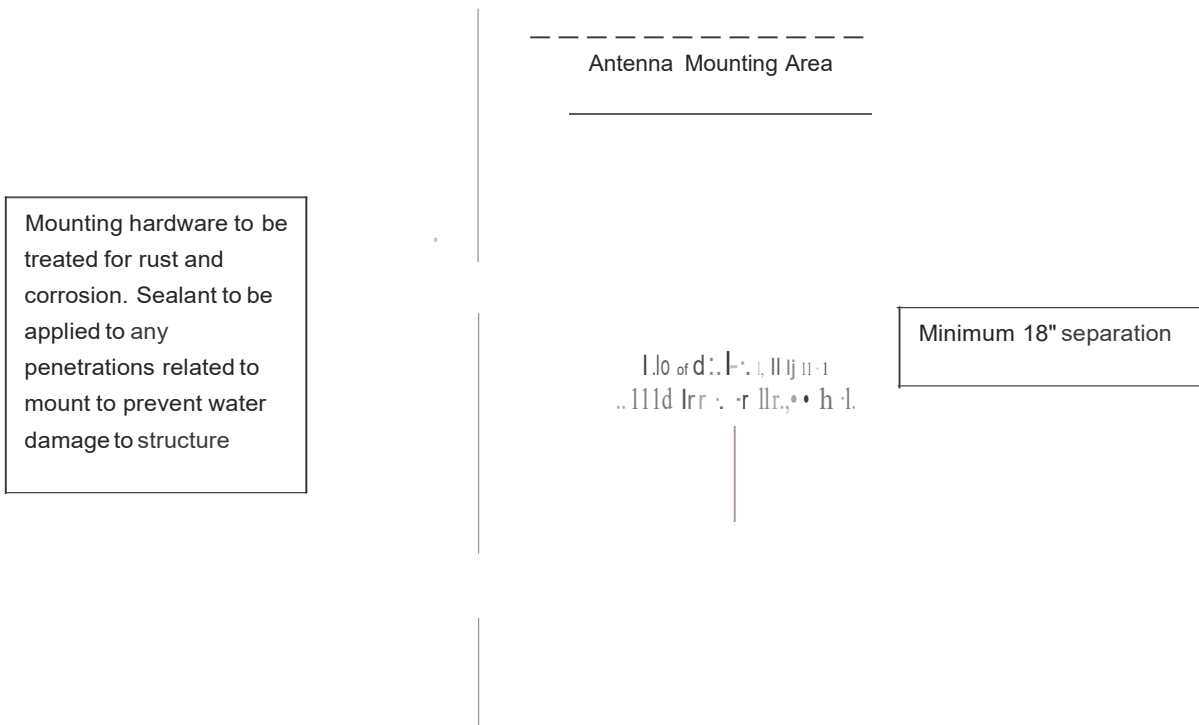 Antenna Mounting Area
Mounting hardware to be
treated for rust and
corrosion. Sealant to be
applied to any
penetrations related to
mount to prevent water
damage to structure
Minimum 18" separation